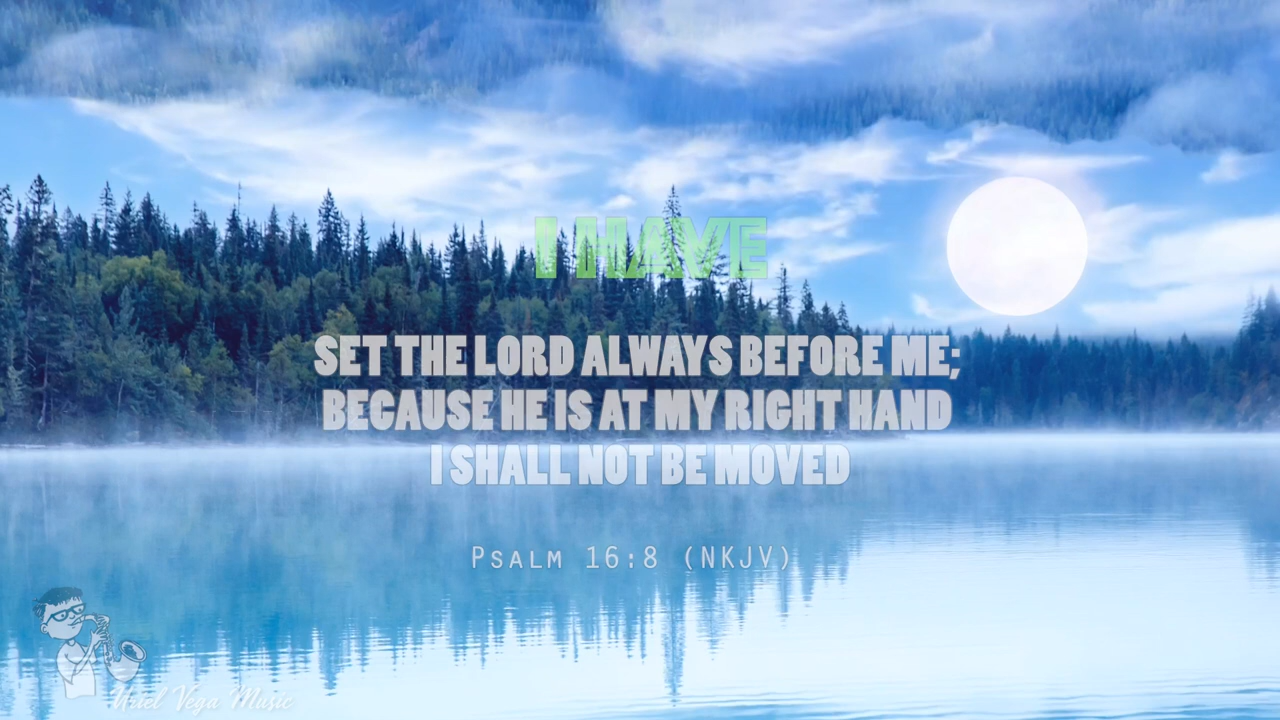 I HAVE
SET THE LORD ALWAYS BEFORE ME;
BECAUSE HE IS AT MY RIGHT HAND
I SHALL NOT BE MOVED
Psalm 16:8 (NKJV)
Uriel Vega Music